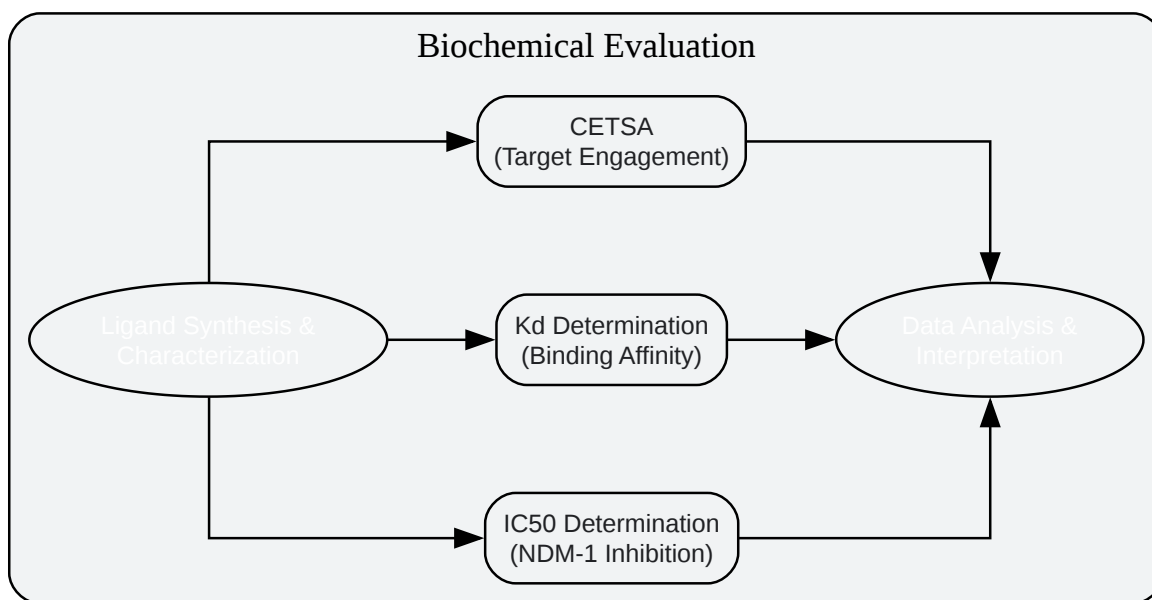 Biochemical Evaluation
CETSA
(Target Engagement)
Ligand Synthesis &
Characterization
Kd Determination
(Binding Affinity)
Data Analysis &
Interpretation
IC50 Determination
(NDM-1 Inhibition)